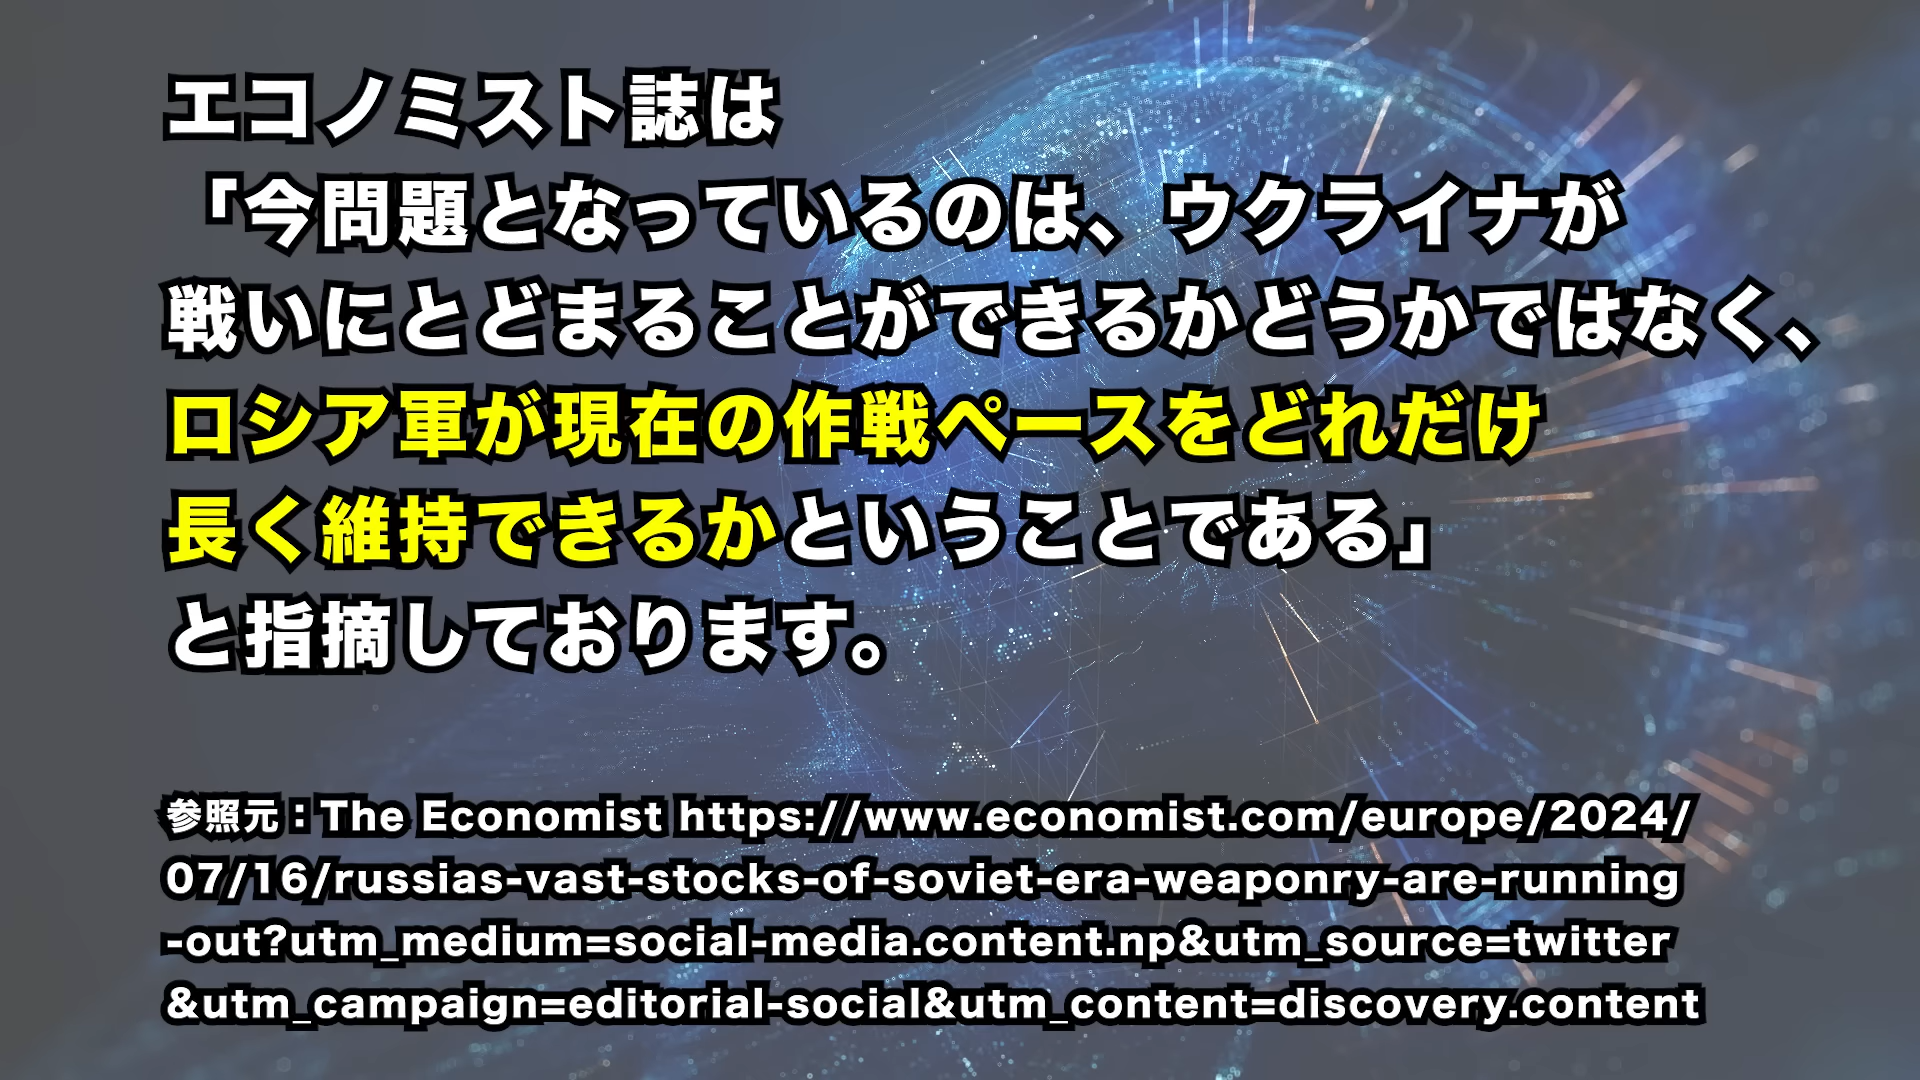 エコノミスト誌は
「今問題となっているのは、ウクライナが
戦いにとどまることができるかどうかではなく、
ロシア軍が現在の作戦ペースをどれだけ
長く維持できるかということである」
と指摘しております。
参照元：The Economist https://www.economist.com/europe/2024/
07/16/russias-vast-stocks-of-soviet-era-weaponry-are-running
-out?utm_medium=social-media.content.np&utm_source=twitter
&utm_campaign=editorial-social&utm_content=discovery.content